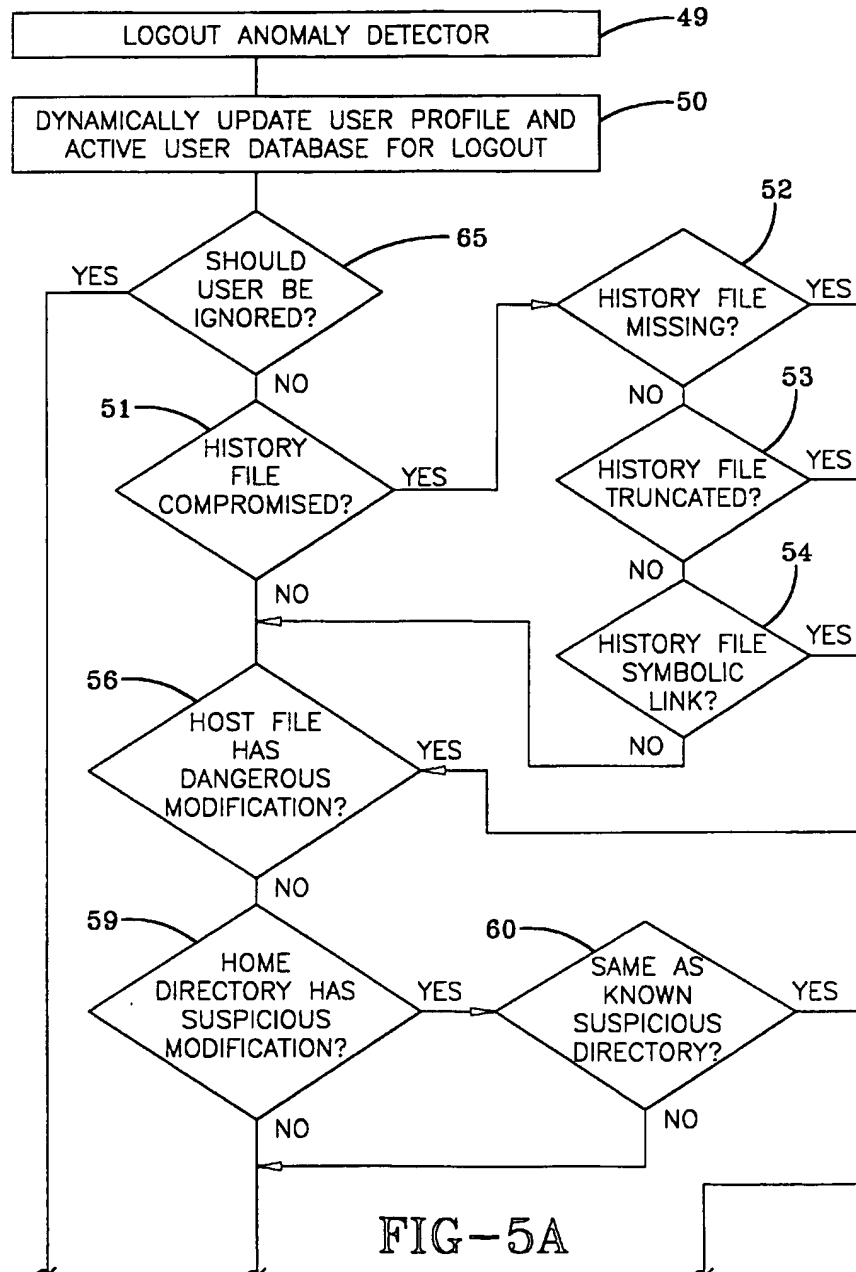 LOGOUT ANOMALY DETECTOR
49
DYNAMICALLY UPDATE USER PROFILE AND
ACTIVE USER DATABASE FOR LOGOUT
50
65
SHOULD
USER BE
IGNORED?
YES
NO
52
HISTORY FILE
MISSING?
YES
NO
51
HISTORY
FILE
COMPROMISED?
YES
NO
53
HISTORY FILE
TRUNCATED?
YES
NO
54
HISTORY FILE
SYMBOLIC
LINK?
YES
NO
56
HOST FILE
HAS
DANGEROUS
MODIFICATION?
YES
NO
59
HOME
DIRECTORY HAS
SUSPICIOUS
MODIFICATION?
YES
NO
60
SAME AS
KNOWN
SUSPICIOUS
DIRECTORY?
YES
NO
FIG-5A